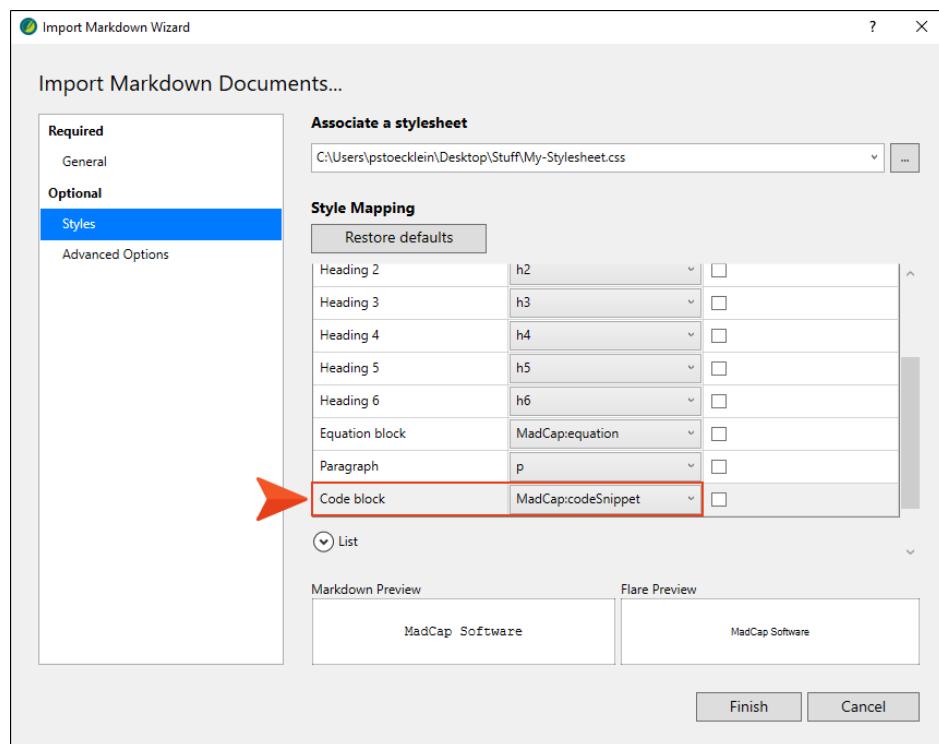 Import Markdown Wizard
?
Import Markdown Documents...
Required
General
Optional
Styles
Advanced Options
Associate a stylesheet
C:\Users\pstoecklein\Desktop\Stuff\My-Stylesheet.css
...
Style Mapping
Restore defaults
Heading 2 h2
Heading 3 h3
Heading 4 h4
Heading 5 h5
Heading 6 h6
Equation block MadCap:equation
Paragraph p
Code block MadCap:codeSnippet
List
Markdown Preview Flare Preview
MadCap Software MadCap Software
Finish Cancel